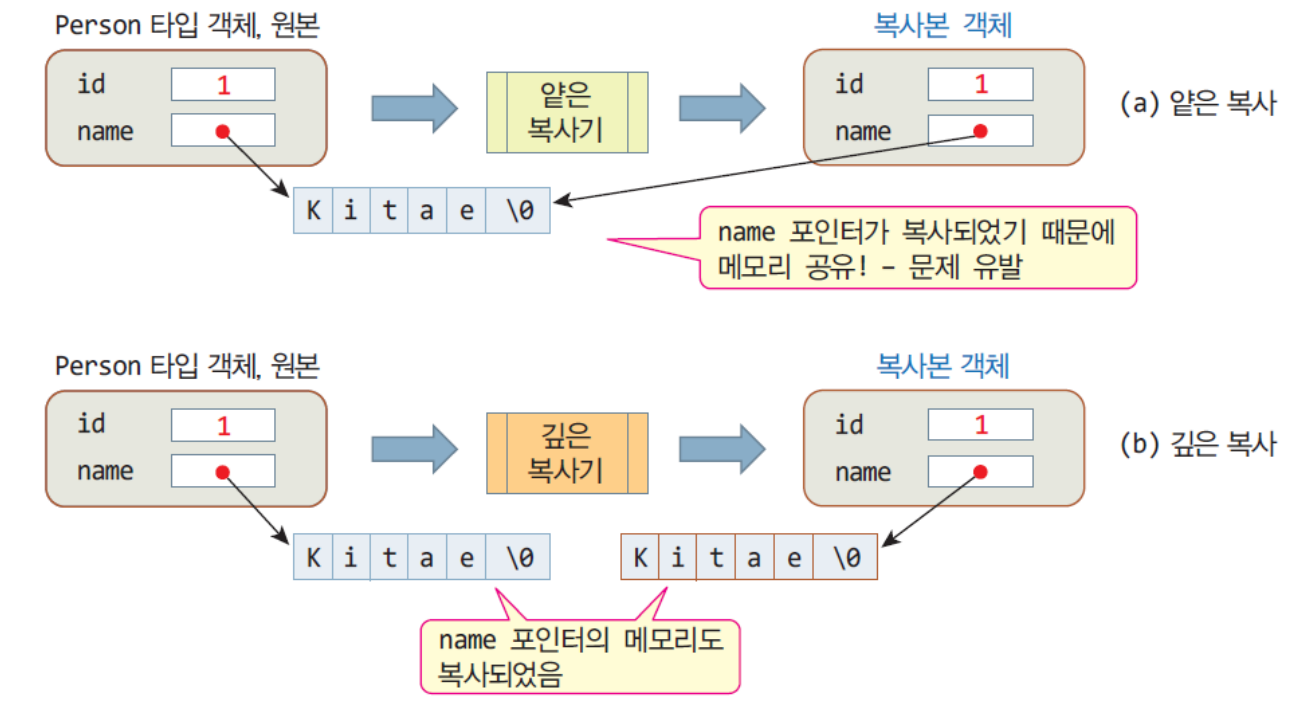 Person 타입 객체, 원본
복사본 객체
id 1
name
얕은
복사기
id 1
name
(a) 얕은 복사
K i t a e \0
name 포인터가 복사되었기 때문에
메모리 공유! – 문제 유발
Person 타입 객체, 원본
복사본 객체
id 1
name
깊은
복사기
id 1
name
(b) 깊은 복사
K i t a e \0
K i t a e \0
name 포인터의 메모리도
복사되었음